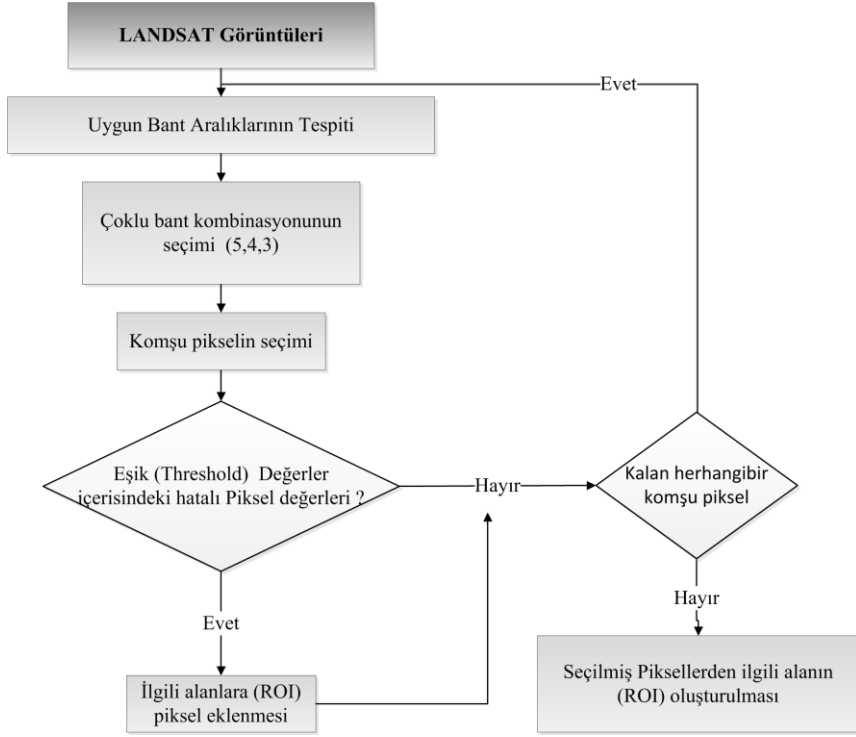 LANDSAT Görüntüleri
Evet
Uygun Bant Aralıklarının Tespiti
Çoklu bant kombinasyonunun
seçimi (5,4,3)
Komşu pikselin seçimi
Eşik (Threshold) Değerler
içerisindeki hatalı Piksel değerleri ?
Hayır
Kalan herhangibir
komşu piksel
Evet
Hayır
İlgili alanlara (ROI)
piksel eklenmesi
Seçilmiş Piksellerden ilgili alanın
(ROI) oluşturulması